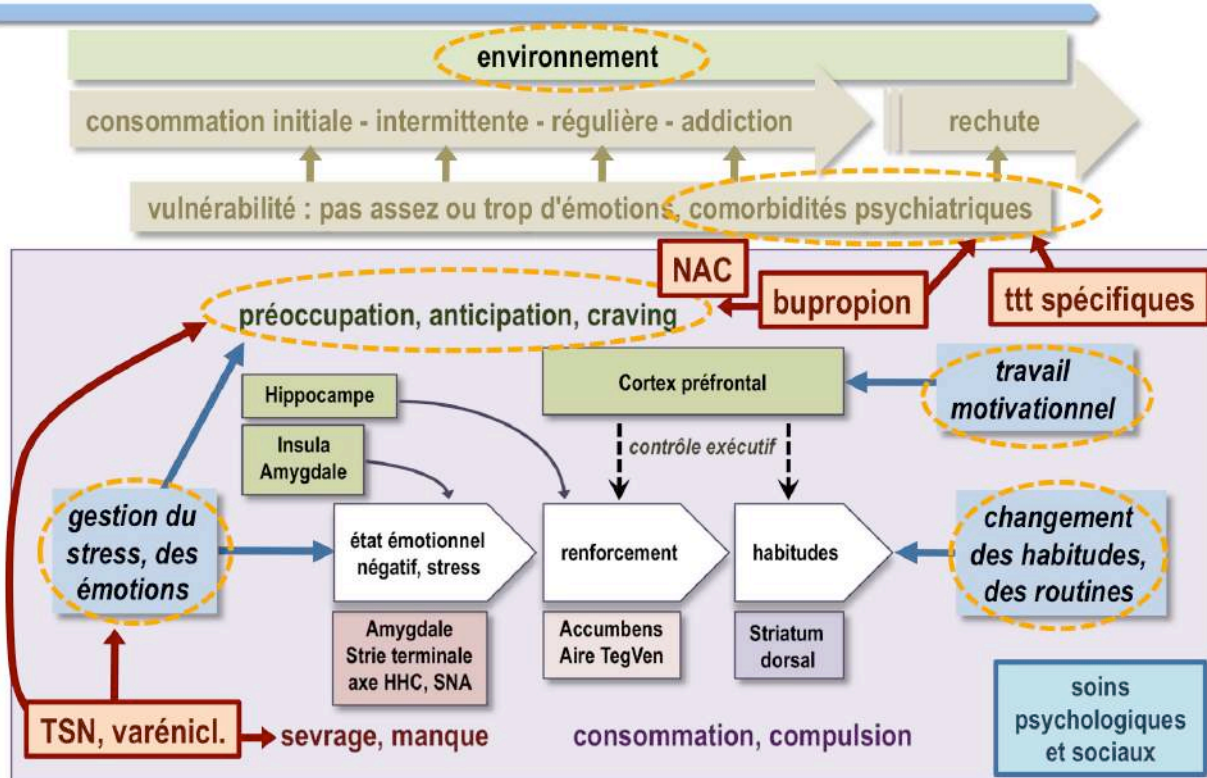 environnement
consommation initiale - intermittente - régulière - addiction
rechute
vulnérabilité : pas assez ou trop d'émotions, comorbidités psychiatriques
NAC
bupropion
ttt spécifiques
préoccupation, anticipation, craving
Hippocampe
Cortex préfrontal
travail
motivationnel
Insula
Amygdale
contrôle exécutif
gestion du
stress, des
émotions
état émotionnel
négatif, stress
renforcement
habitudes
changement
des habitudes,
des routines
Amygdale
Strie terminale
axe HHC, SNA
Accumbens
Aire TegVen
Striatum
dorsal
TSN, varénicl.
sevrage, manque
consommation, compulsion
soins
psychologiques
et sociaux